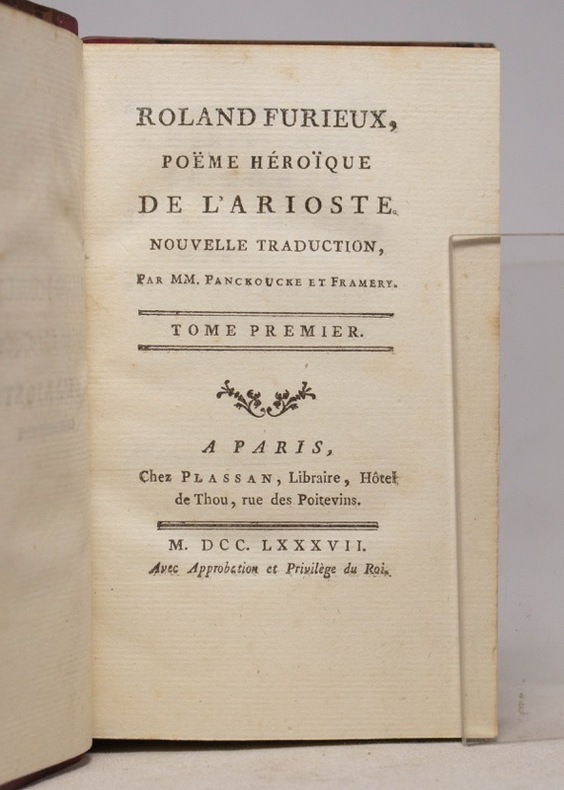 ROLAND FURIEUX,
POËME HÉROÏQUE
DE L'ARIOSTE.
NOUVELLE TRADUCTION,
PAR MM. PANCKOUCKE ET FRAMERY.
TOME PREMIER.
A PARIS,
Chez PLASSAN, Libraire, Hôtel
de Thou, rue des Poitevins.
M. DCC. LXXXVII.
Avec Approbation et Privilège du Roi.